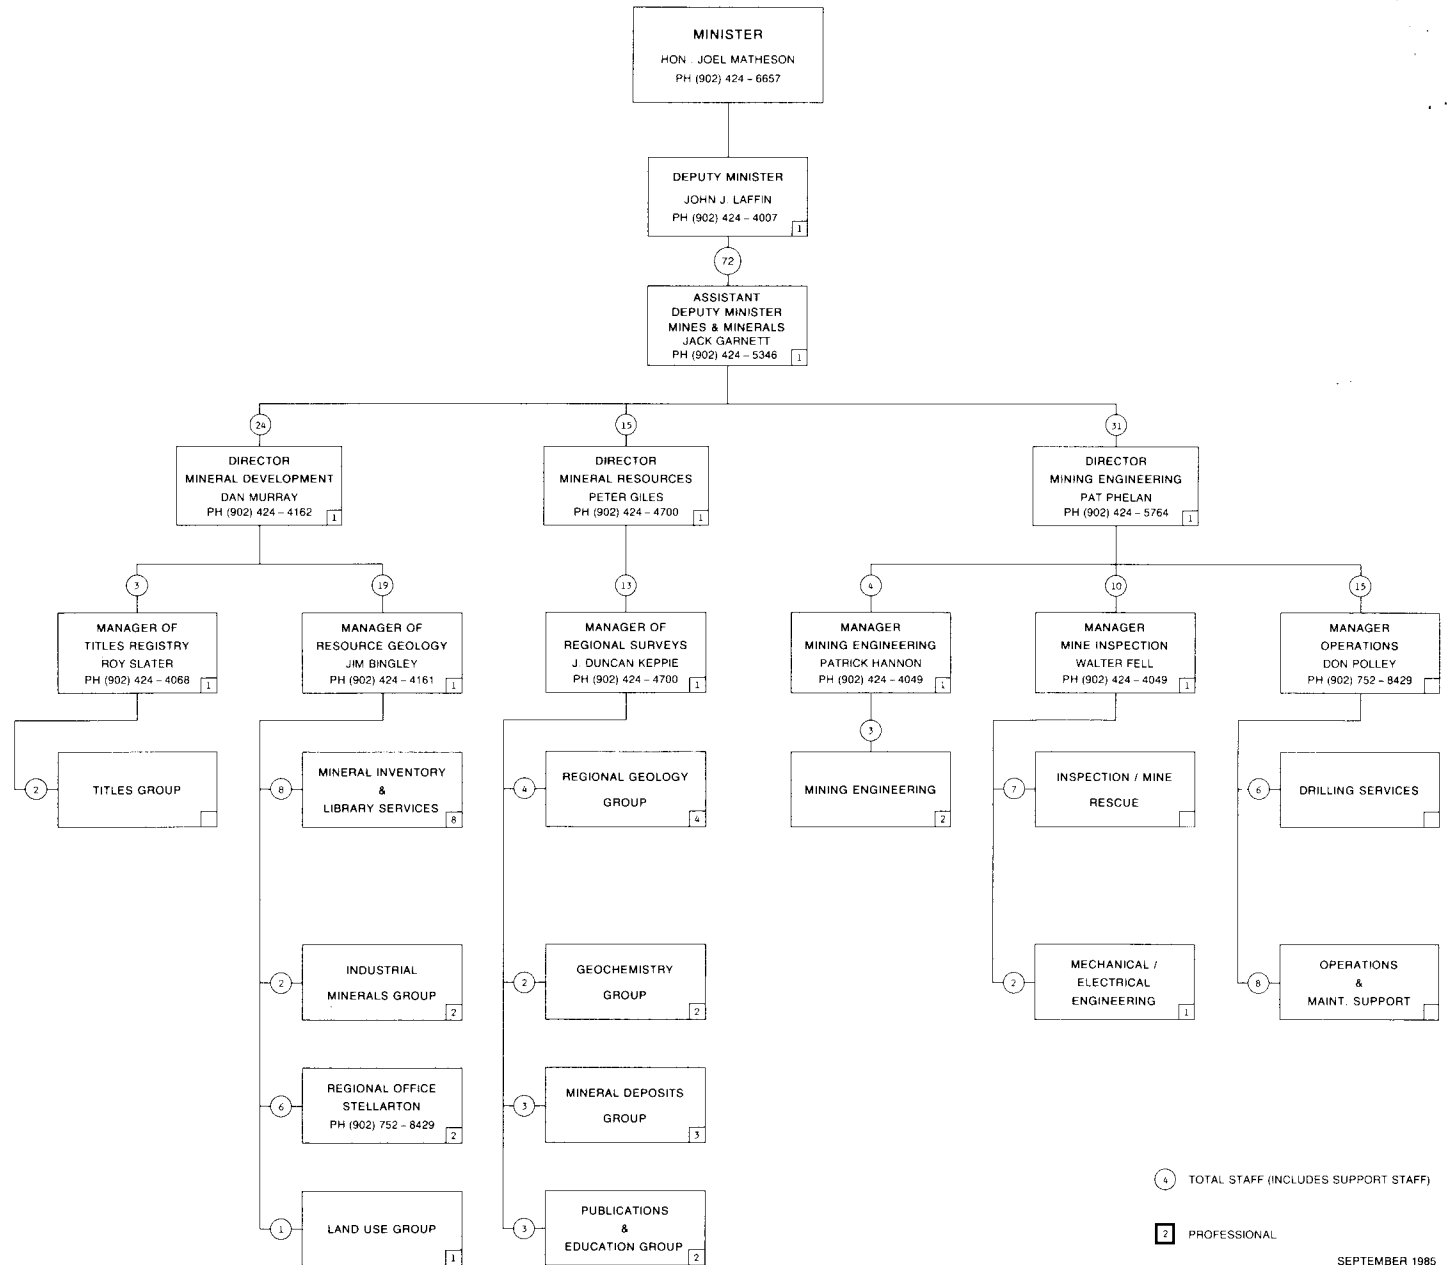 MINISTER
HON. JOEL MATHESON
PH (902) 424 – 6657
DEPUTY MINISTER
JOHN J. LAFFIN
PH (902) 424 – 4007
1
72
ASSISTANT
DEPUTY MINISTER
MINES & MINERALS
JACK GARNETT
PH (902) 424 – 5346
1
24
DIRECTOR
MINERAL DEVELOPMENT
DAN MURRAY
PH (902) 424 – 4162
1
15
DIRECTOR
MINERAL RESOURCES
PETER GILES
PH (902) 424 – 4700
1
31
DIRECTOR
MINING ENGINEERING
PAT PHELAN
PH (902) 424 – 5764
1
3
MANAGER OF
TITLES REGISTRY
ROY SLATER
PH (902) 424 – 4068
1
19
MANAGER OF
RESOURCE GEOLOGY
JIM BINGLEY
PH (902) 424 – 4161
1
13
MANAGER OF
REGIONAL SURVEYS
J. DUNCAN KEPPIE
PH (902) 424 – 4700
1
4
MANAGER
MINING ENGINEERING
PATRICK HANNON
PH (902) 424 – 4049
1
10
MANAGER
MINE INSPECTION
WALTER FELL
PH (902) 424 – 4049
1
15
MANAGER
OPERATIONS
DON POLLEY
PH (902) 752 – 8429
2
TITLES GROUP
8
MINERAL INVENTORY
&
LIBRARY SERVICES
8
4
REGIONAL GEOLOGY
GROUP
4
3
MINING ENGINEERING
2
7
INSPECTION / MINE
RESCUE
6
DRILLING SERVICES
2
INDUSTRIAL
MINERALS GROUP
2
2
GEOCHEMISTRY
GROUP
2
2
MECHANICAL /
ELECTRICAL
ENGINEERING
1
8
OPERATIONS
&
MAINT. SUPPORT
6
REGIONAL OFFICE
STELLARTON
PH (902) 752 – 8429
2
3
MINERAL DEPOSITS
GROUP
3
1
LAND USE GROUP
1
3
PUBLICATIONS
&
EDUCATION GROUP
2
4 TOTAL STAFF (INCLUDES SUPPORT STAFF)
2 PROFESSIONAL
SEPTEMBER 1985